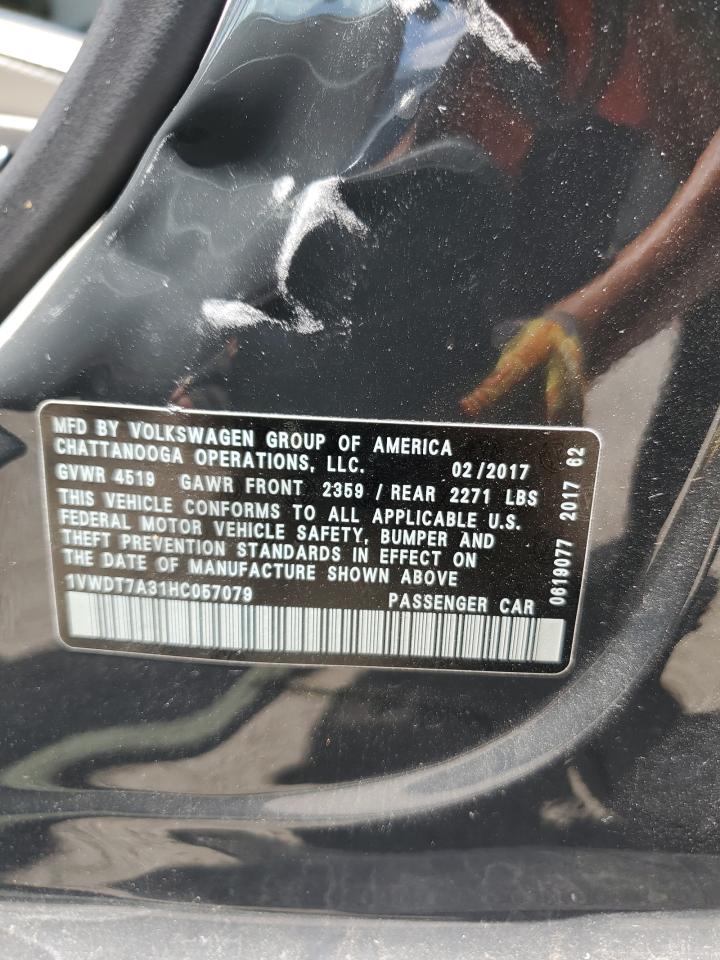 MFD BY VOLKSWAGEN GROUP OF AMERICA
CHATTANOOGA OPERATIONS, LLC. 02/2017
GVWR 4519 GAWR FRONT 2359 / REAR 2271 LBS
THIS VEHICLE CONFORMS TO ALL APPLICABLE U.S.
FEDERAL MOTOR VEHICLE SAFETY, BUMPER AND
THEFT PREVENTION STANDARDS IN EFFECT ON
THE DATE OF MANUFACTURE SHOWN ABOVE
1VWDT7A31HC057079 PASSENGER CAR
0619077 2017 62